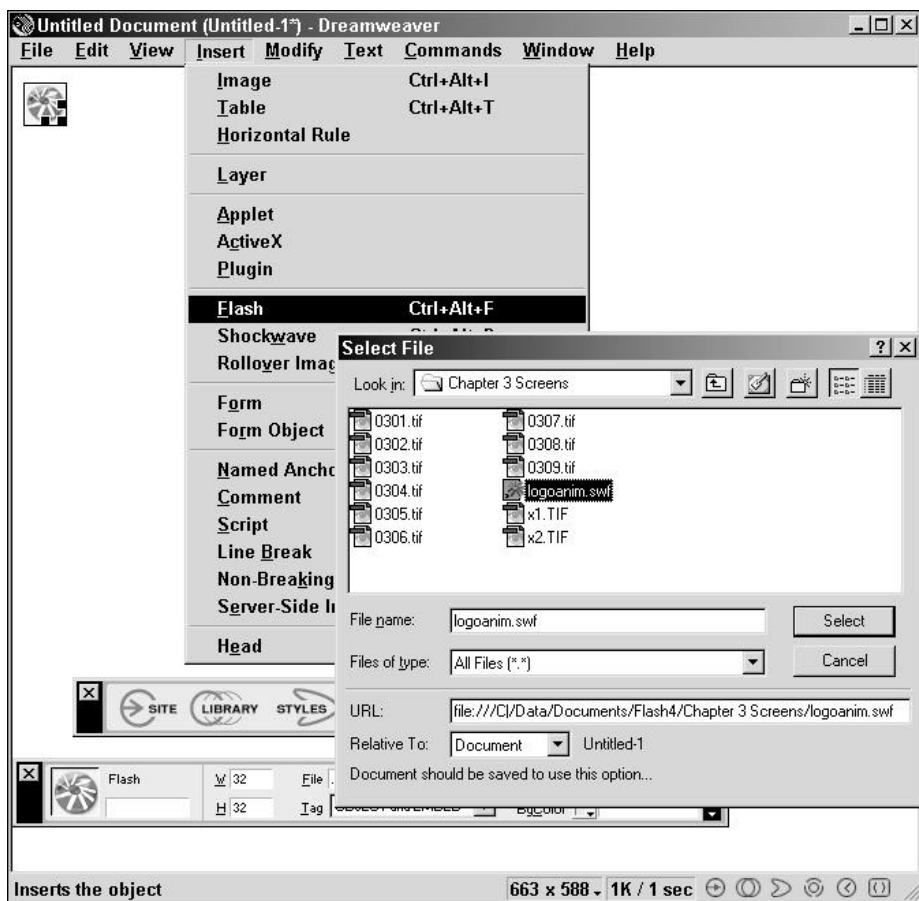 Untitled Document (Untitled-1*) - Dreamweaver
File Edit View Insert Modify Text Commands Window Help
Image Ctrl+Alt+I
Table Ctrl+Alt+T
Horizontal Rule
Layer
Applet
ActiveX
Plugin
Flash Ctrl+Alt+F
Shockwave
Rollover Imag
Form
Form Object
Named Ancho
Comment
Script
Line Break
Non-Breaking
Server-Side I
Head
Select File
Look in: Chapter 3 Screens
0301.tif 0307.tif
0302.tif 0308.tif
0303.tif 0309.tif
0304.tif logoanim.swf
0305.tif x1.TIF
0306.tif x2.TIF
File name: logoanim.swf Select
Files of type: All Files (*.*) Cancel
URL: file:///C|/Data/Documents/Flash4/Chapter 3 Screens/logoanim.swf
Relative To: Document Untitled-1
Document should be saved to use this option...
SITE LIBRARY STYLES
Flash W 32 File
H 32 Tag OBJECT and EMBED BgColor
Inserts the object 663 x 588 1K / 1 sec